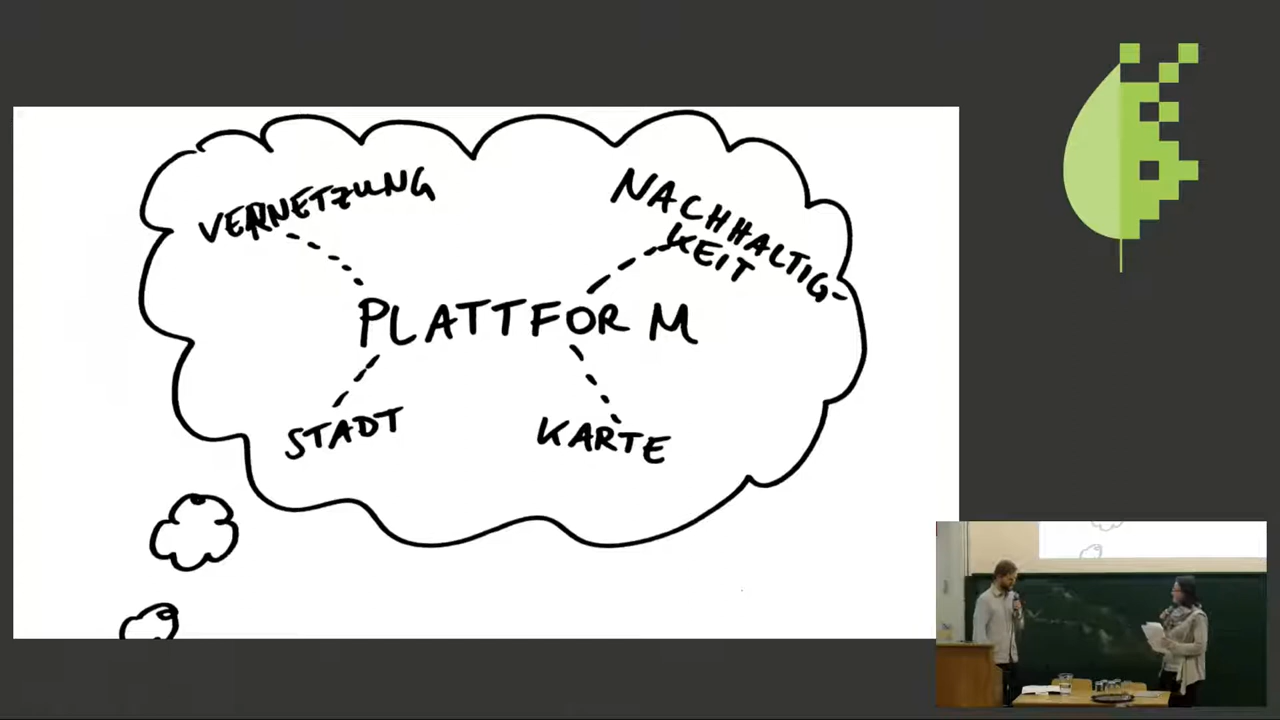 VERNETZUNG
NACHHALTIG-
KEIT
PLATTFORM
STADT
KARTE